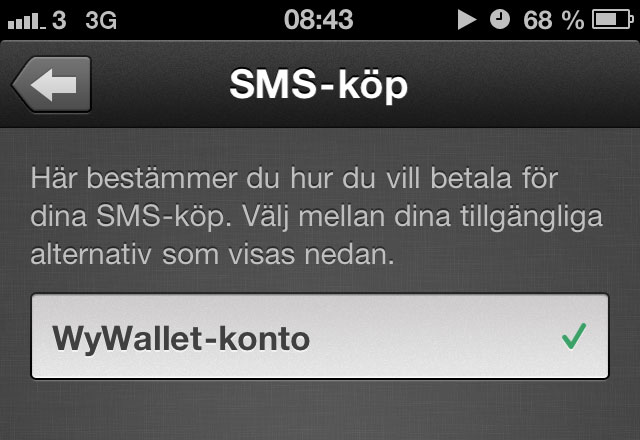 3 3G 08:43 68 %
SMS-köp
Här bestämmer du hur du vill betala för
dina SMS-köp. Välj mellan dina tillgängliga
alternativ som visas nedan.
WyWallet-konto